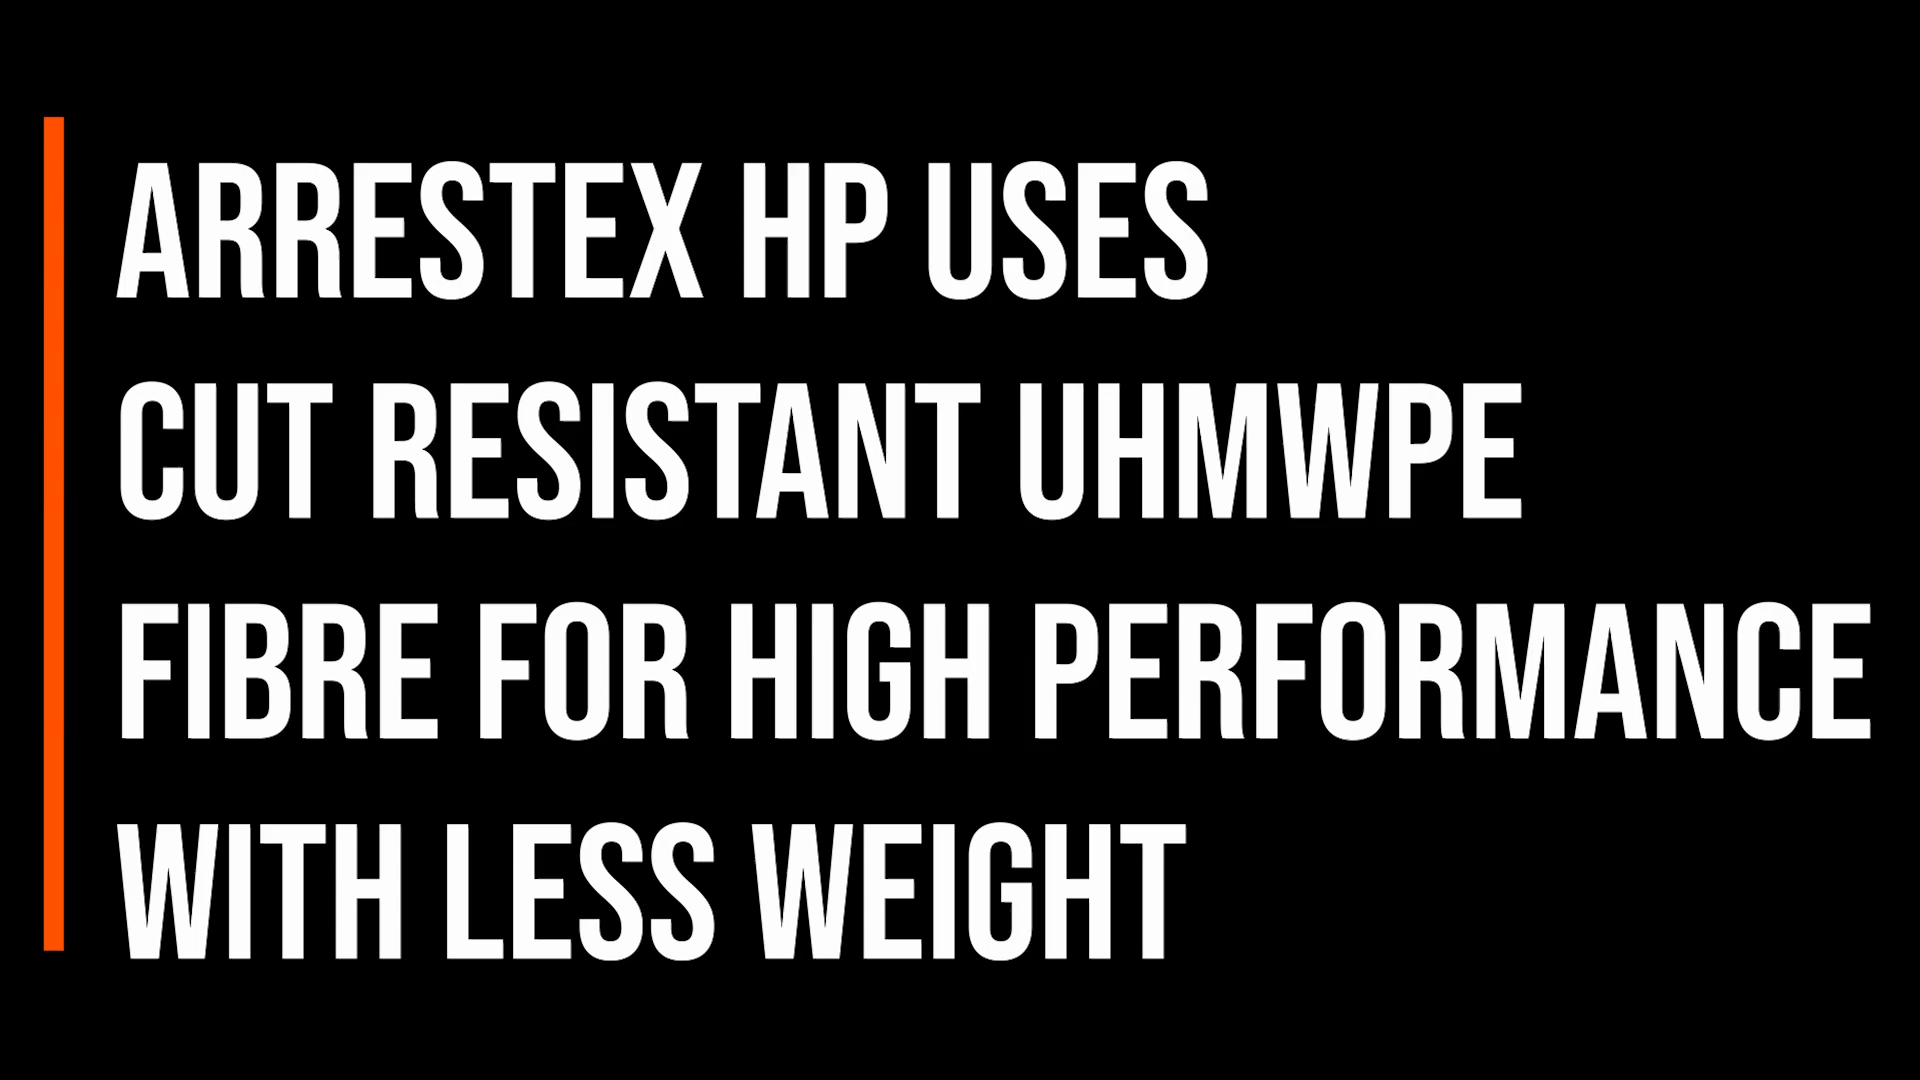 ARRESTEX HP USES
CUT RESISTANT UHMWPE
FIBRE FOR HIGH PERFORMANCE
WITH LESS WEIGHT